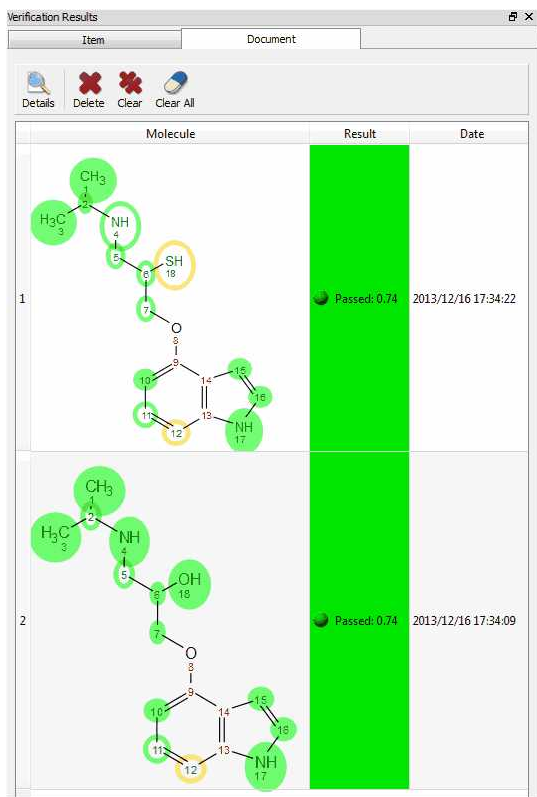 Verification Results
Item Document
Details Delete Clear Clear All
Molecule Result Date
CH3
1
2
H3C
3
NH
4
5
SH
18
6
7
O
8
9
10
14
15
16
11
13
12
NH
17
1
Passed: 0.74
2013/12/16 17:34:22
CH3
1
2
H3C
3
NH
4
5
OH
18
6
7
O
8
9
10
14
15
16
11
13
12
NH
17
2
Passed: 0.74
2013/12/16 17:34:09